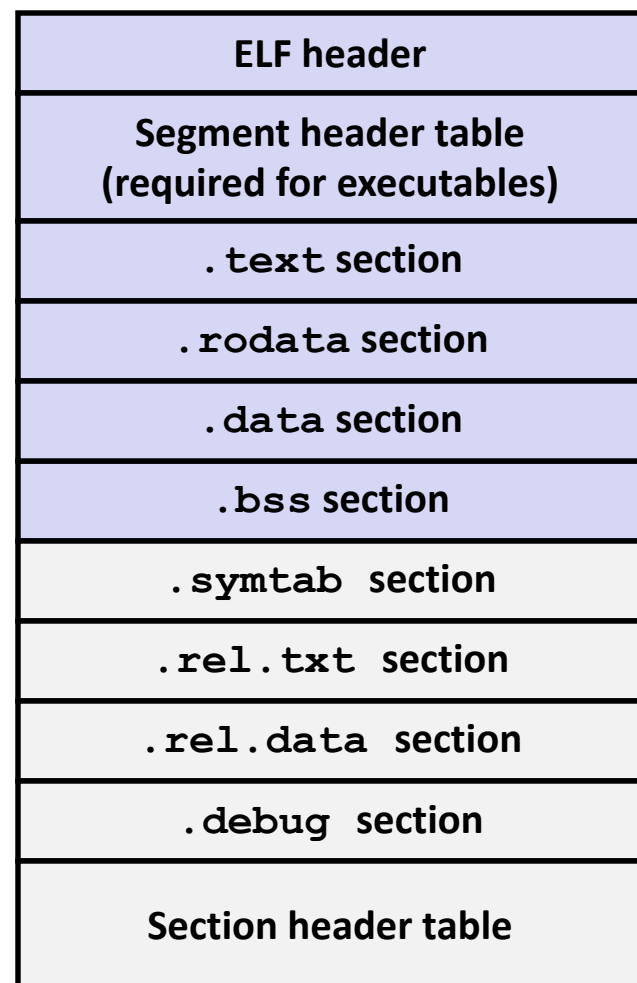 ELF header
Segment header table
(required for executables)
.text section
.rodata section
.data section
.bss section
.symtab section
.rel.txt section
.rel.data section
.debug section
Section header table